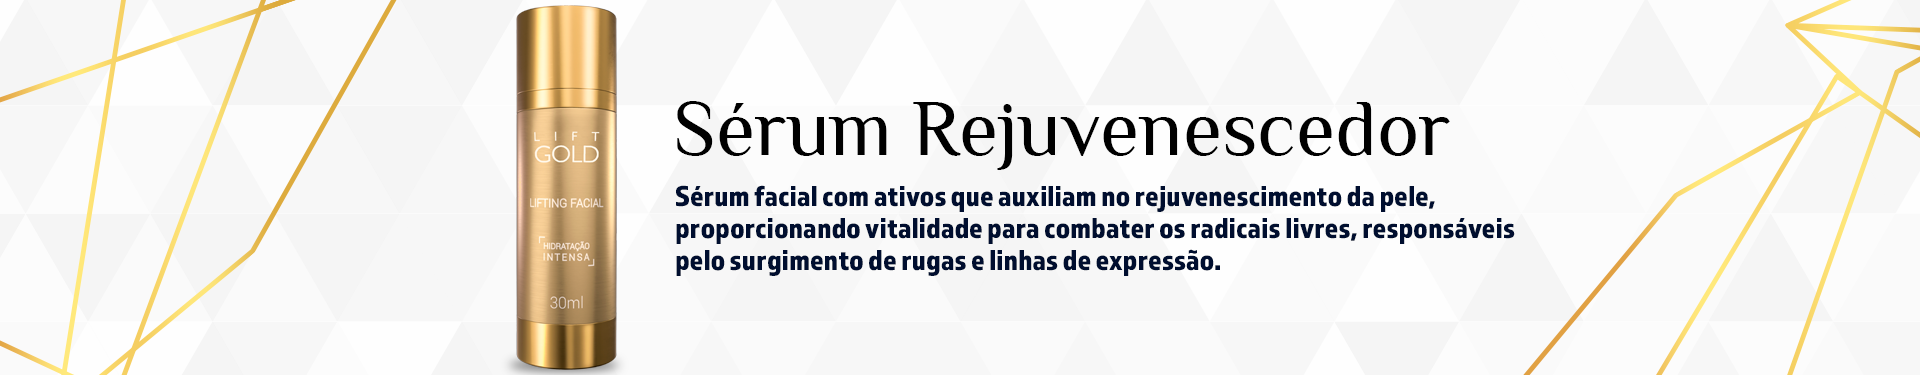 LIFT
GOLD
LIFTING FACIAL
HIDRATAÇÃO
INTENSA
30ml
Sérum Rejuvenescedor
Sérum facial com ativos que auxiliam no rejuvenescimento da pele,
proporcionando vitalidade para combater os radicais livres, responsáveis
pelo surgimento de rugas e linhas de expressão.